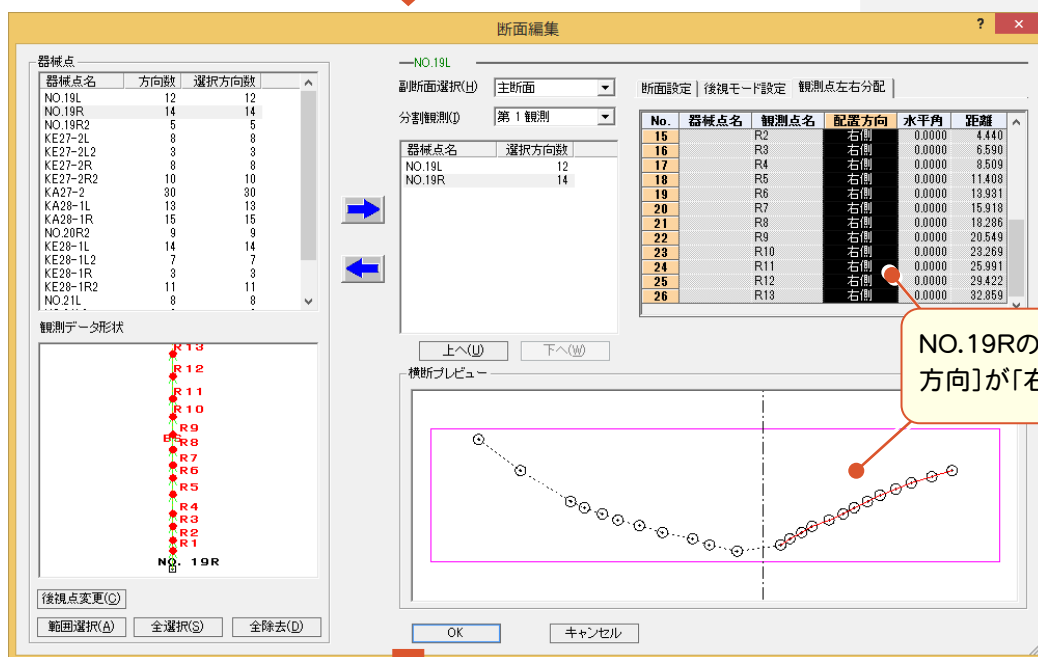 断面編集
? ×
器械点
器械点名 方向数 選択方向数
NO.19L 12 12
NO.19R 14 14
NO.19R2 5 5
KE27-2L 8 8
KE27-2L2 3 3
KE27-2R 8 8
KE27-2R2 10 10
KA27-2 30 30
KA28-1L 13 13
KA28-1R 15 15
NO.20R2 9 9
KE28-1L 14 14
KE28-1L2 7 7
KE28-1R 3 3
KE28-1R2 11 11
NO.21L 8 8
観測データ形状
R13
R12
R11
R10
R9
BS
R8
R7
R6
R5
R4
R3
R2
R1
NO. 19R
後視点変更(C)
範囲選択(A) 全選択(S) 全除去(D)
NO.19L
副断面選択(H) 主断面
分割観測(I) 第 1 観測
器械点名 選択方向数
NO.19L 12
NO.19R 14
上へ(U) 下へ(W)
断面設定 後視モード設定 観測点左右分配
No. 器械点名 観測点名 配置方向 水平角 距離
15 R2 右側 0.0000 4.440
16 R3 右側 0.0000 6.590
17 R4 右側 0.0000 8.509
18 R5 右側 0.0000 11.408
19 R6 右側 0.0000 13.931
20 R7 右側 0.0000 15.918
21 R8 右側 0.0000 18.286
22 R9 右側 0.0000 20.549
23 R10 右側 0.0000 23.269
24 R11 右側 0.0000 25.991
25 R12 右側 0.0000 29.422
26 R13 右側 0.0000 32.859
NO.19Rの
方向]が「右
横断プレビュー
OK キャンセル